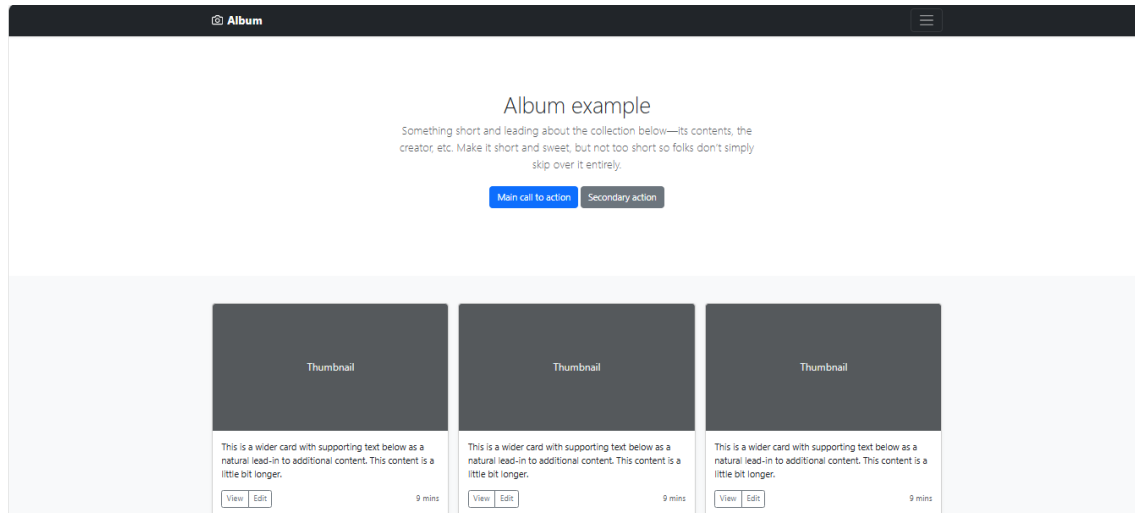 Album
Album example
Something short and leading about the collection below—its contents, the
creator, etc. Make it short and sweet, but not too short so folks don't simply
skip over it entirely.
Main call to action
Secondary action
Thumbnail
Thumbnail
Thumbnail
This is a wider card with supporting text below as a
natural lead-in to additional content. This content is a
little bit longer.
View
Edit
9 mins
This is a wider card with supporting text below as a
natural lead-in to additional content. This content is a
little bit longer.
View
Edit
9 mins
This is a wider card with supporting text below as a
natural lead-in to additional content. This content is a
little bit longer.
View
Edit
9 mins